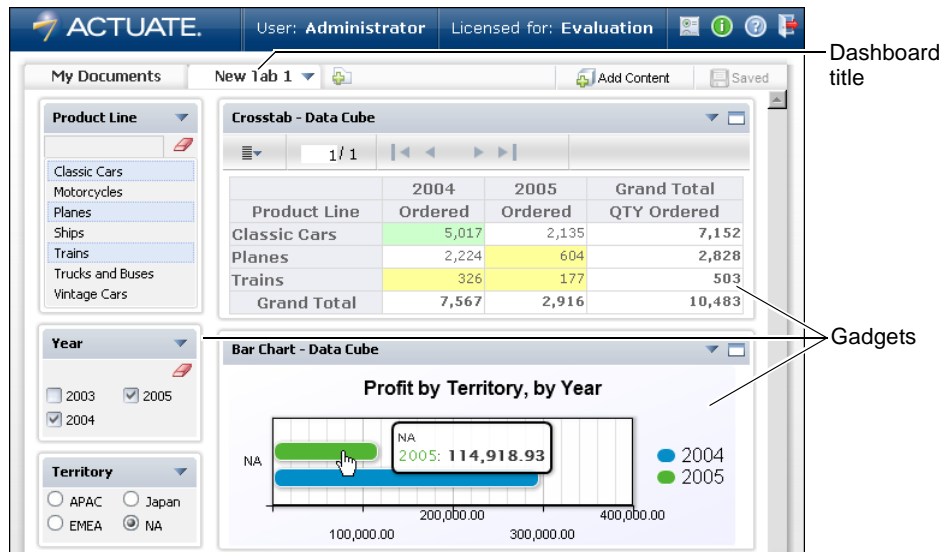 ACTUATE. User: Administrator Licensed for: Evaluation
Dashboard title
My Documents New Tab 1 Add Content Saved
Product Line
Classic Cars
Motorcycles
Planes
Ships
Trains
Trucks and Buses
Vintage Cars
Crosstab - Data Cube
1/ 1
2004 2005 Grand Total
Product Line Ordered Ordered QTY Ordered
Classic Cars 5,017 2,135 7,152
Planes 2,224 604 2,828
Trains 326 177 503
Grand Total 7,567 2,916 10,483
Gadgets
Year
2003 2005
2004
Territory
APAC Japan
EMEA NA
Bar Chart - Data Cube
Profit by Territory, by Year
NA
NA
2005: 114,918.93
2004
2005
200,000.00 400,000.00
100,000.00 300,000.00